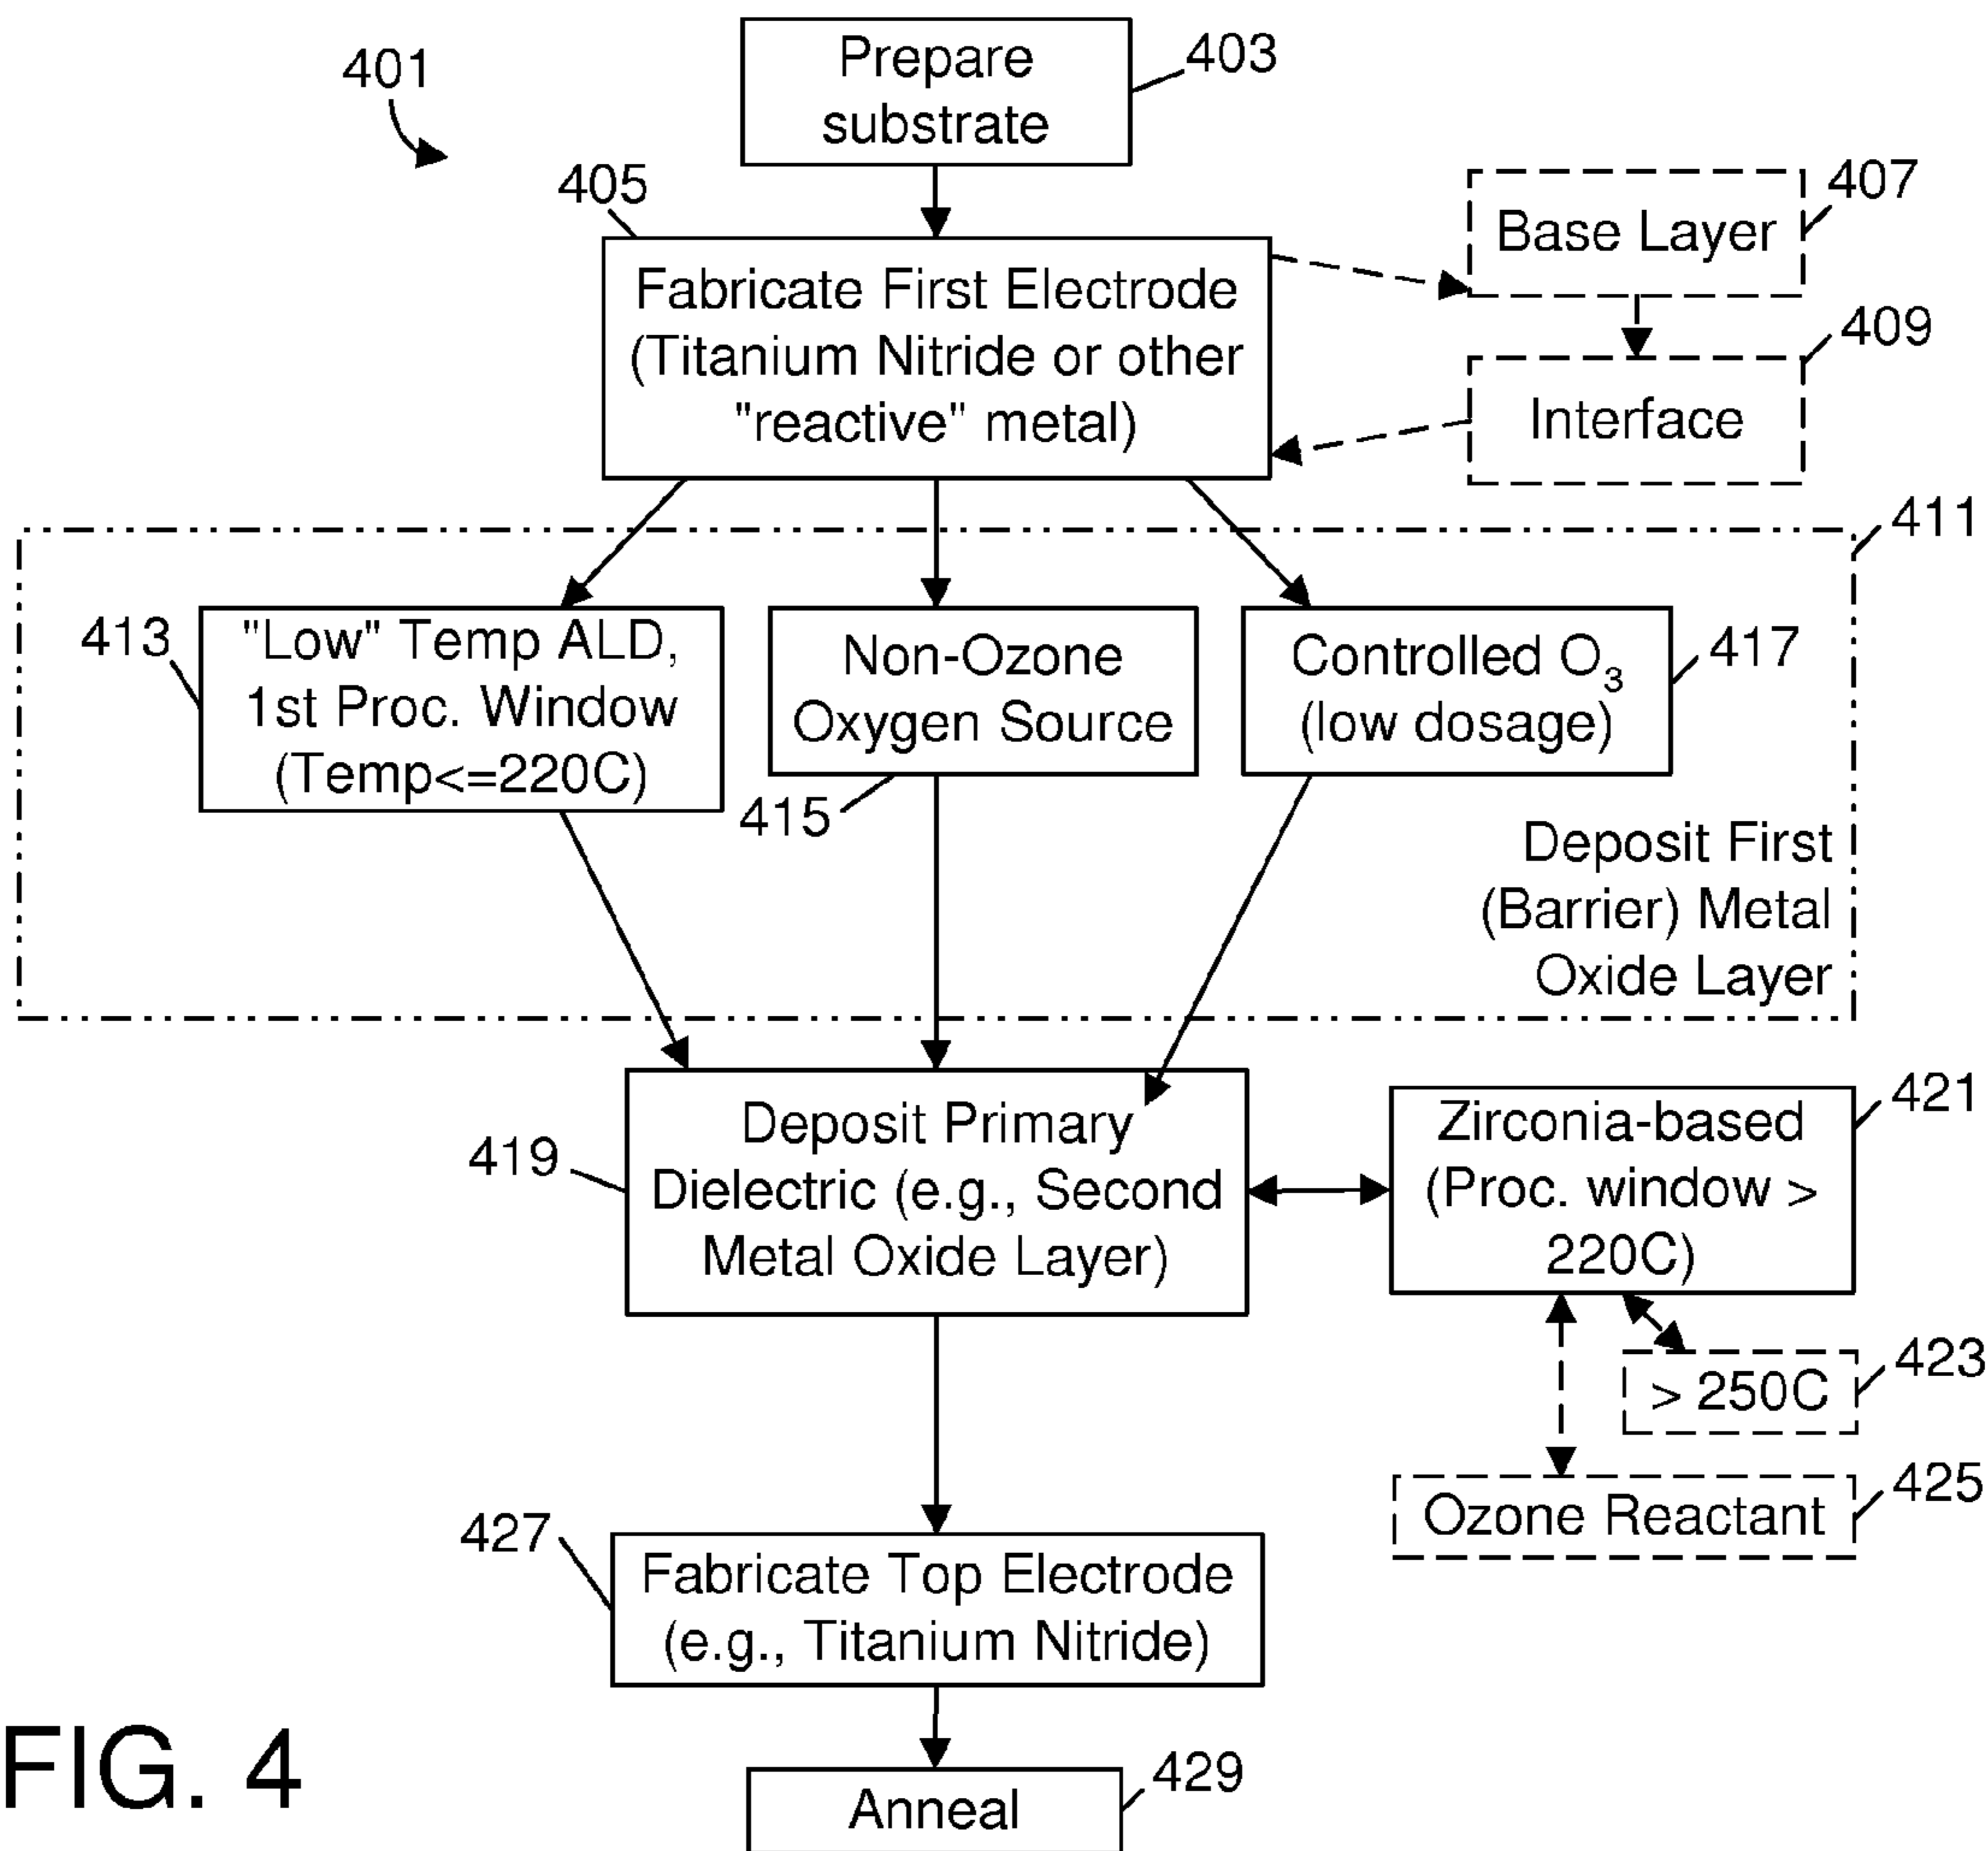 401
Prepare
substrate
403
405
Fabricate First Electrode
(Titanium Nitride or other
"reactive" metal)
Base Layer
407
Interface
409
411
413
"Low" Temp ALD,
1st Proc. Window
(Temp<=220C)
Non-Ozone
Oxygen Source
415
Controlled O₃
(low dosage)
417
Deposit First
(Barrier) Metal
Oxide Layer
419
Deposit Primary
Dielectric (e.g., Second
Metal Oxide Layer)
Zirconia-based
(Proc. window >
220C)
421
> 250C
423
Ozone Reactant
425
427
Fabricate Top Electrode
(e.g., Titanium Nitride)
Anneal
429
FIG. 4